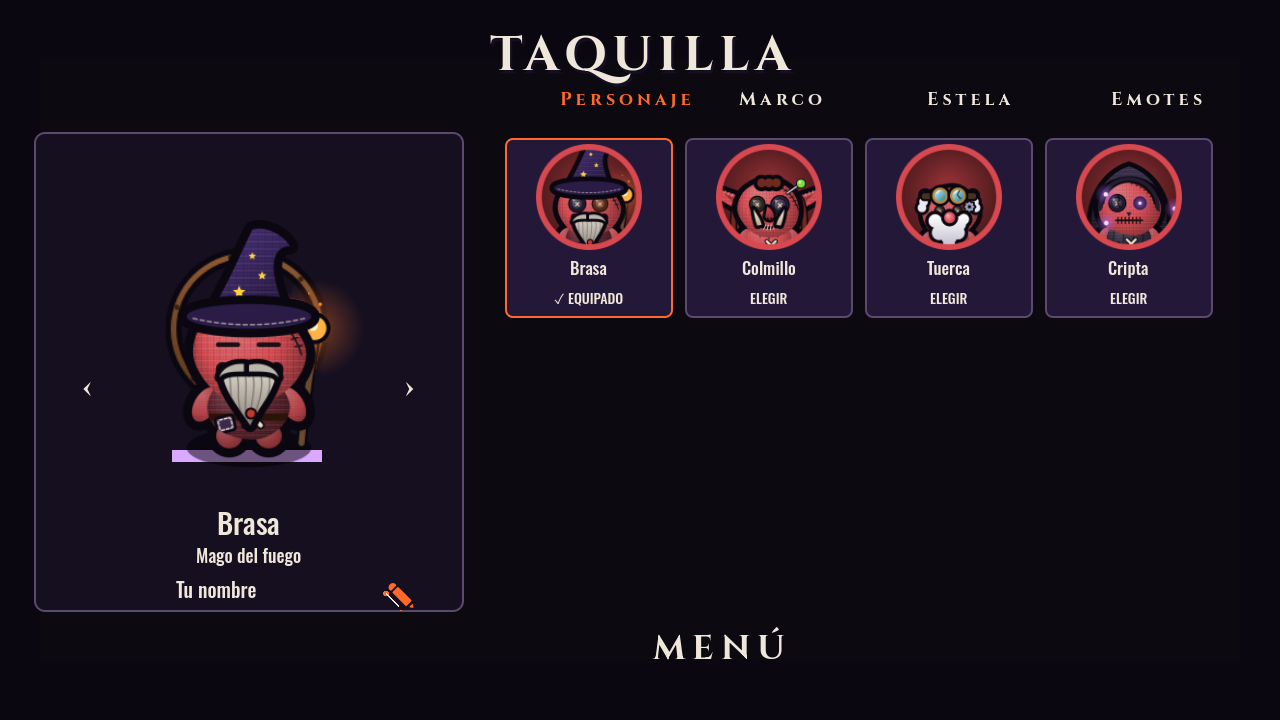 TAQUILLA
PERSONAJE MARCO ESTELA EMOTES
Brasa Colmillo Tuerca Cripta
✓ EQUIPADO ELEGIR ELEGIR ELEGIR
Brasa
Mago del fuego
Tu nombre
MENÚ